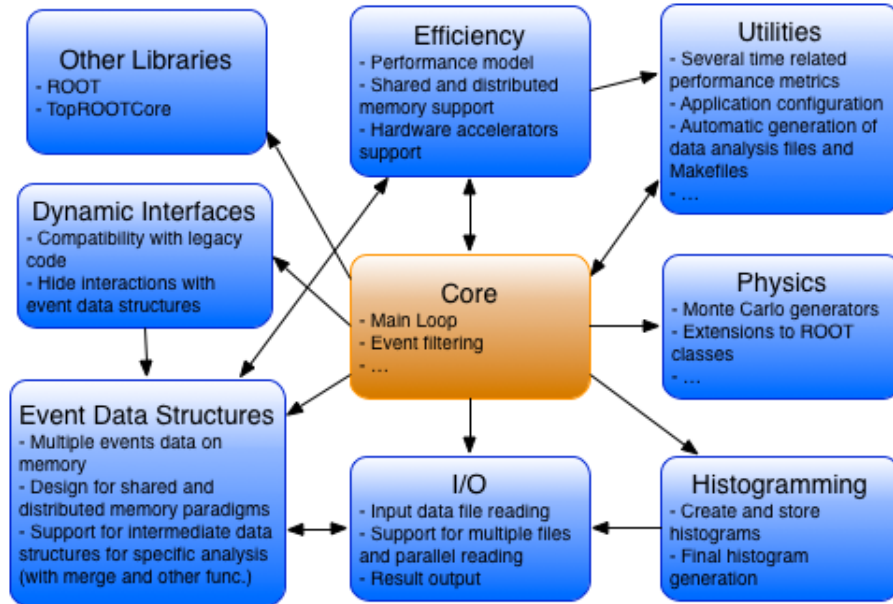 Other Libraries
- ROOT
- TopROOTCore
Efficiency
- Performance model
- Shared and distributed
memory support
- Hardware accelerators
support
Utilities
- Several time related
performance metrics
- Application configuration
- Automatic generation of
data analysis files and
Makefiles
- ...
Dynamic Interfaces
- Compatibility with legacy
code
- Hide interactions with
event data structures
Core
- Main Loop
- Event filtering
- ...
Physics
- Monte Carlo generators
- Extensions to ROOT
classes
- ...
Event Data Structures
- Multiple events data on
memory
- Design for shared and
distributed memory paradigms
- Support for intermediate data
structures for specific analysis
(with merge and other func.)
I/O
- Input data file reading
- Support for multiple files
and parallel reading
- Result output
Histogramming
- Create and store
histograms
- Final histogram
generation